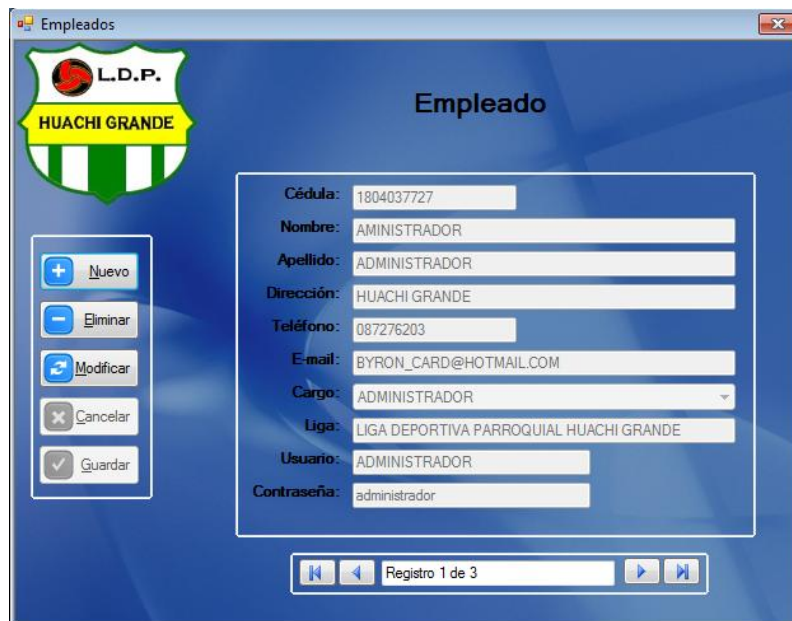 Empleados
L.D.P.
HUACHI GRANDE
Empleado
Nuevo
Eliminar
Modificar
Cancelar
Guardar
Cédula: 1804037727
Nombre: AMINISTRADOR
Apellido: ADMINISTRADOR
Dirección: HUACHI GRANDE
Teléfono: 087276203
E-mail: BYRON_CARD@HOTMAIL.COM
Cargo: ADMINISTRADOR
Liga: LIGA DEPORTIVA PARROQUIAL HUACHI GRANDE
Usuario: ADMINISTRADOR
Contraseña: administrador
Registro 1 de 3